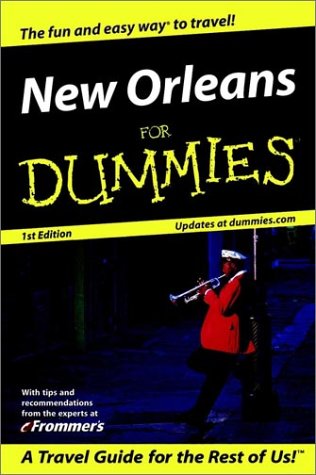 The fun and easy way® to travel!
New Orleans
FOR
DUMMIES
1st Edition
Updates at dummies.com
With tips and
recommendations
from the experts at
Frommer's
A Travel Guide for the Rest of Us!™